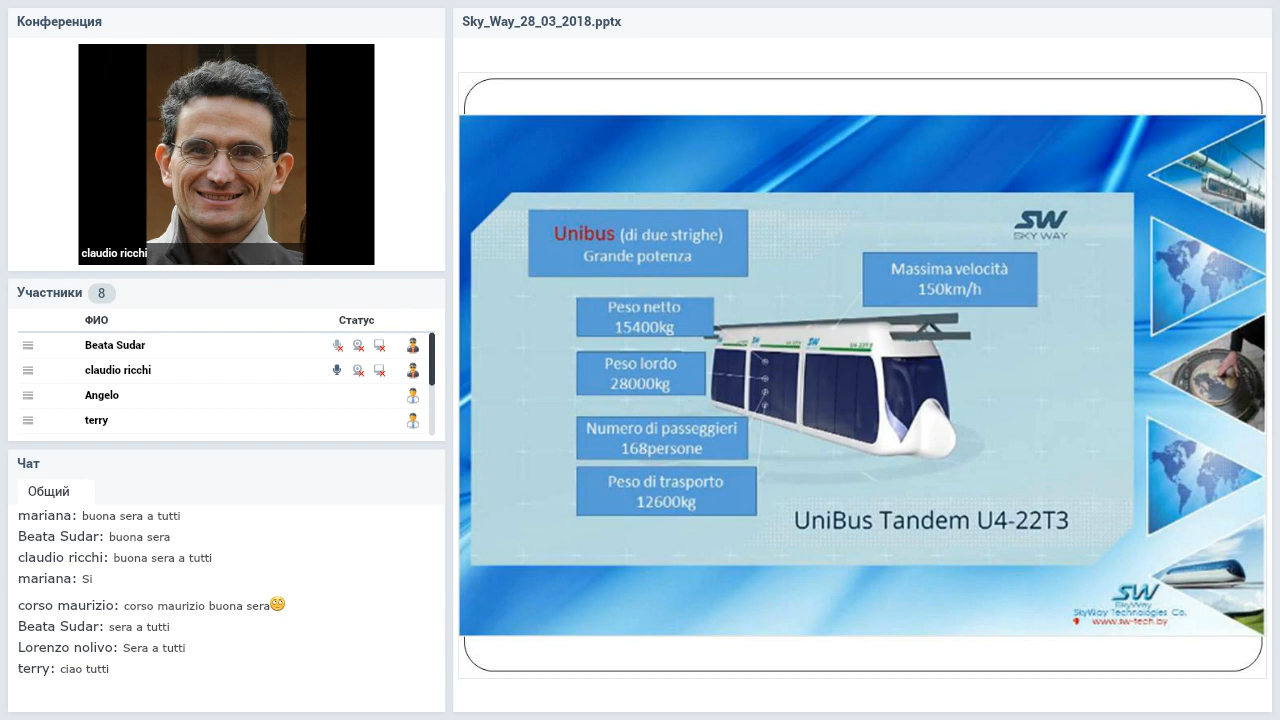 Конференция
claudio ricchi
Участники 8
ФИО Статус
Beata Sudar
claudio ricchi
Angelo
terry
Чат
Общий
mariana: buona sera a tutti
Beata Sudar: buona sera
claudio ricchi: buona sera a tutti
mariana: Si
corso maurizio: corso maurizio buona sera
Beata Sudar: sera a tutti
Lorenzo nolivo: Sera a tutti
terry: ciao tutti
Sky_Way_28_03_2018.pptx
Unibus (di due strighe)
Grande potenza
SW
SKY WAY
Massima velocità
150km/h
Peso netto
15400kg
Peso lordo
28000kg
Numero di passeggieri
168persone
Peso di trasporto
12600kg
U4-22T3
UniBus Tandem U4-22T3
SW
SkyWay
SkyWay Technologies Co.
www.sw-tech.by